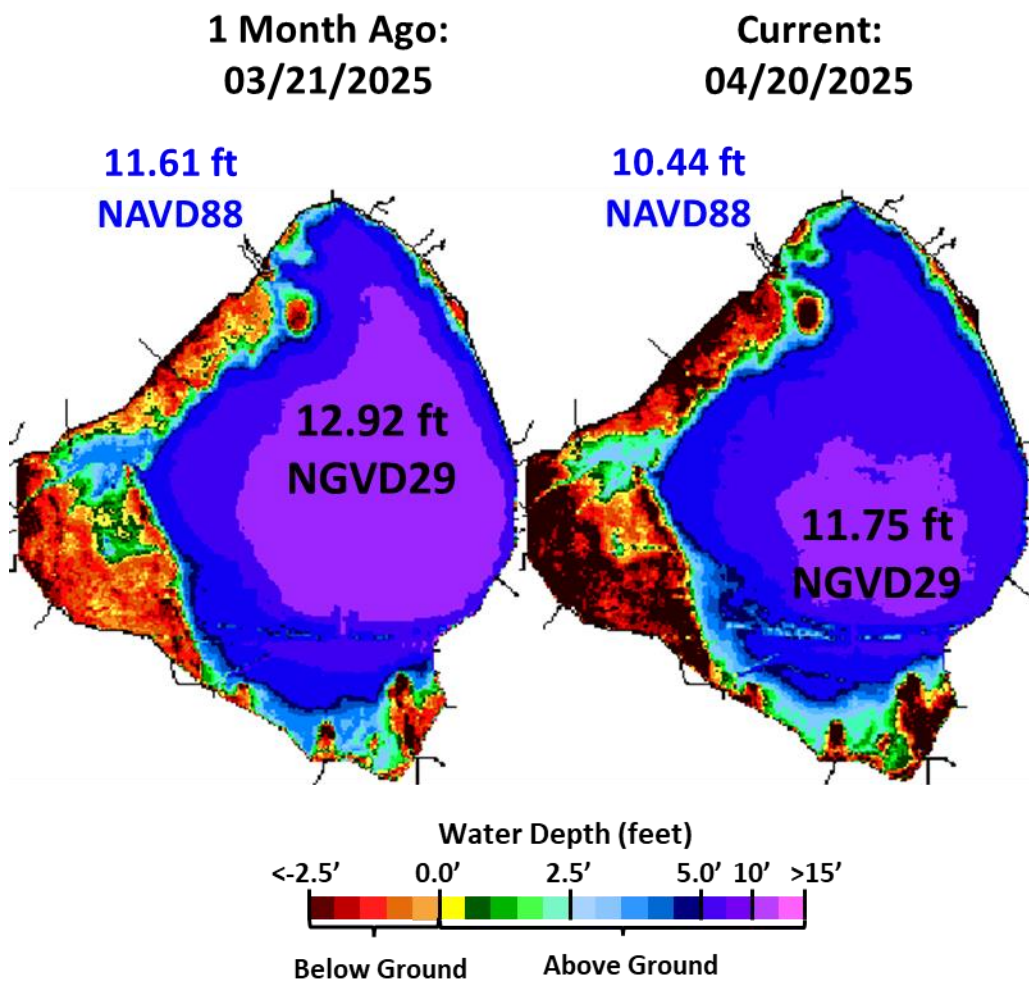 1 Month Ago:
03/21/2025
Current:
04/20/2025
11.61 ft
NAVD88
10.44 ft
NAVD88
12.92 ft
NGVD29
11.75 ft
NGVD29
Water Depth (feet)
<-2.5' 0.0' 2.5' 5.0' 10' >15'
Below Ground Above Ground